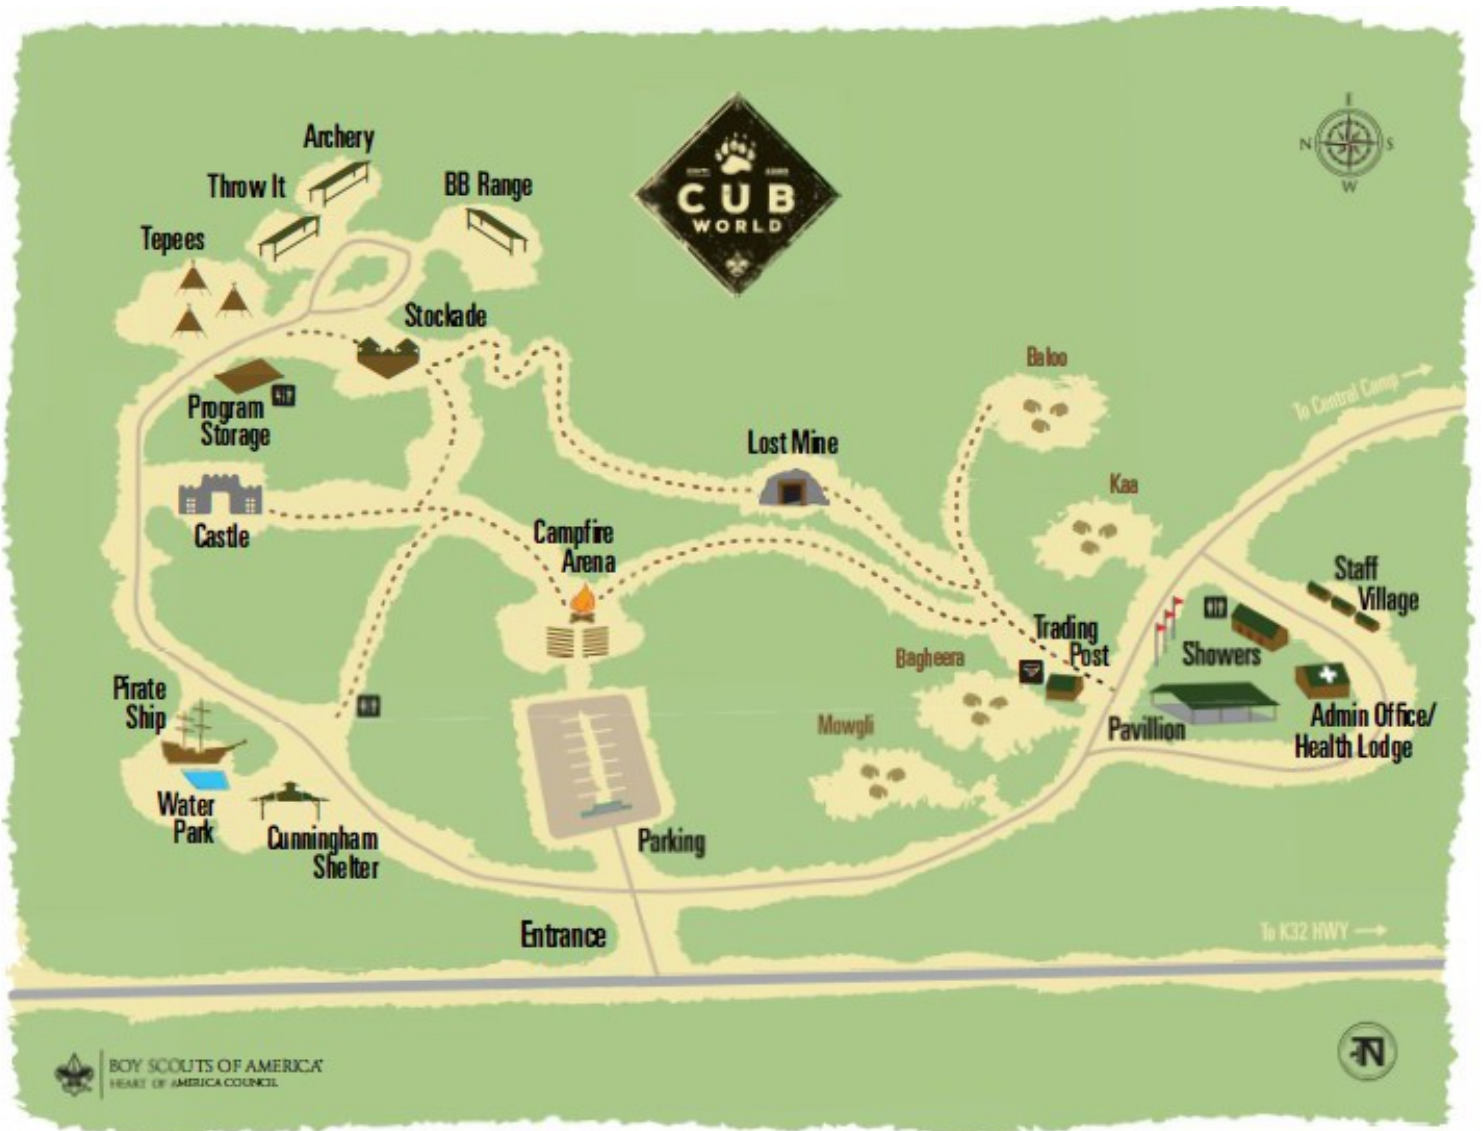 Archery
Throw It
BB Range
Tepees
CUB
WORLD
E
N
S
W
Stockade
Baloo
To Central Camp
Program
Storage
Lost Mine
Kaa
Castle
Campfire
Arena
Staff
Village
Trading
Post
Showers
Bagheera
Pirate
Ship
Mowgli
Pavillion
Admin Office/
Health Lodge
Water
Park
Cunningham
Shelter
Parking
Entrance
To K32 HWY
BOY SCOUTS OF AMERICA®
HEART OF AMERICA COUNCIL
N